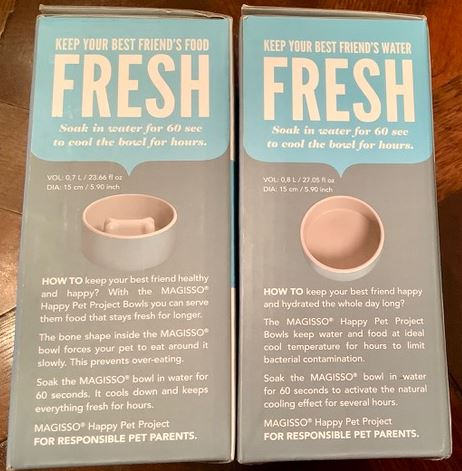 KEEP YOUR BEST FRIEND'S FOOD
FRESH
Soak in water for 60 sec
to cool the bowl for hours.
VOL: 0,7 L / 23.66 fl oz
DIA: 15 cm / 5.90 inch
HOW TO keep your best friend healthy
and happy? With the MAGISSO®
Happy Pet Project Bowls you can serve
them food that stays fresh for longer.
The bone shape inside the MAGISSO®
bowl forces your pet to eat around it
slowly. This prevents over-eating.
Soak the MAGISSO® bowl in water for
60 seconds. It cools down and keeps
everything fresh for hours.
MAGISSO® Happy Pet Project
FOR RESPONSIBLE PET PARENTS.
KEEP YOUR BEST FRIEND'S WATER
FRESH
Soak in water for 60 sec
to cool the bowl for hours.
VOL: 0,8 L / 27.05 fl oz
DIA: 15 cm / 5.90 inch
HOW TO keep your best friend happy
and hydrated the whole day long?
The MAGISSO® Happy Pet Project
Bowls keep water and food at ideal
cool temperature for hours to limit
bacterial contamination.
Soak the MAGISSO® bowl in water
for 60 seconds to activate the natural
cooling effect for several hours.
MAGISSO® Happy Pet Project
FOR RESPONSIBLE PET PARENTS.